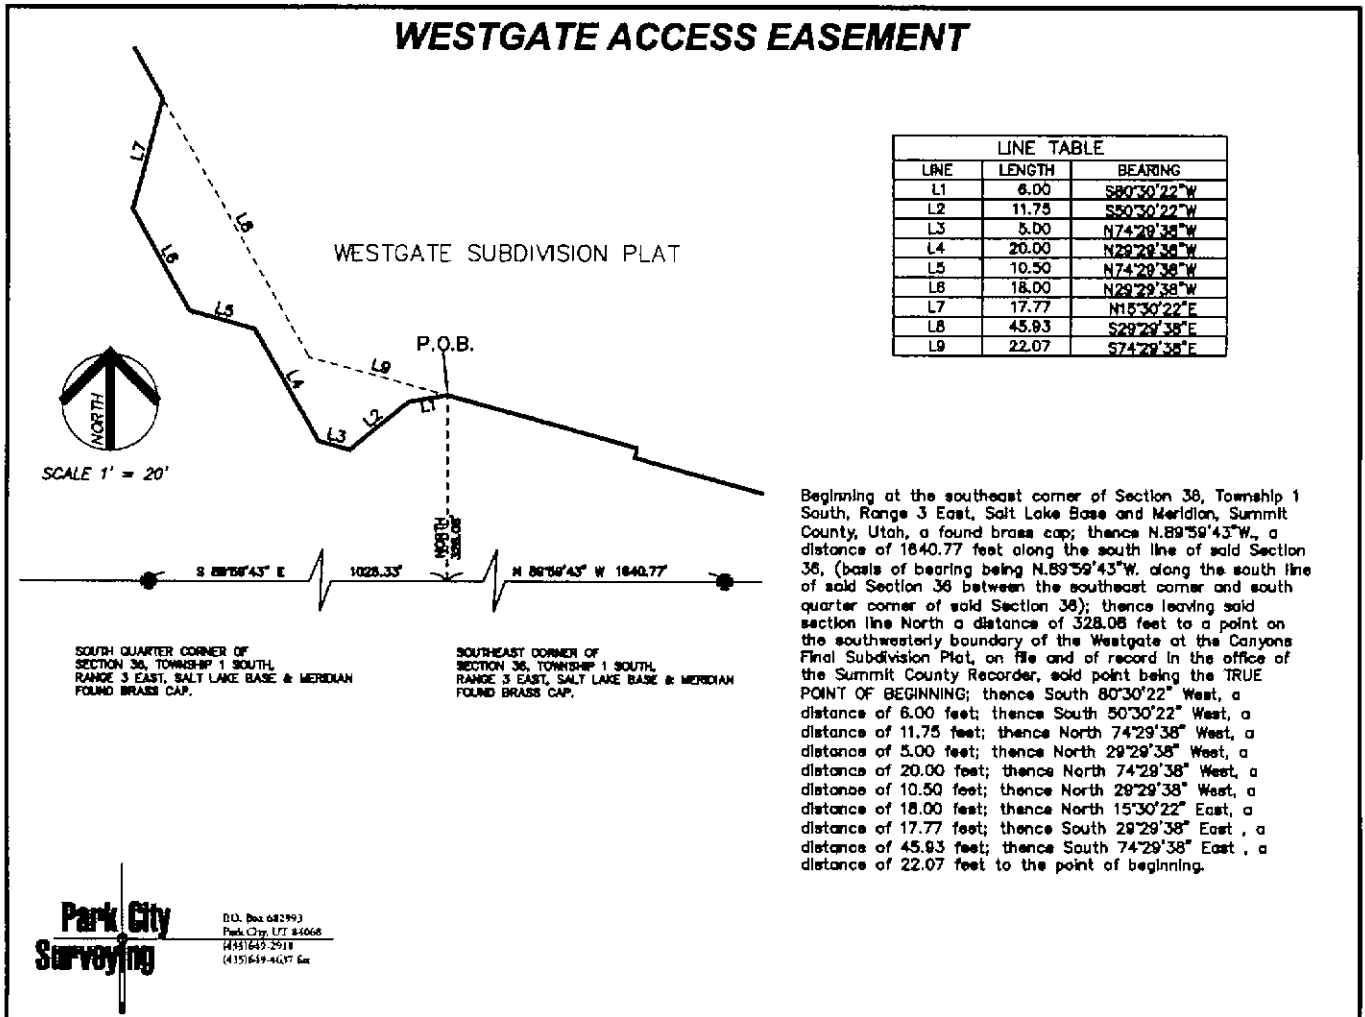 WESTGATE ACCESS EASEMENT
L7
L8
L6
WESTGATE SUBDIVISION PLAT
L5
L4
L9
P.O.B.
L1
L2
L3
NORTH
SCALE 1' = 20'
NORTH
328.08'
S 89°59'43" E
1028.33'
N 89°59'43" W 1640.77'
SOUTH QUARTER CORNER OF
SECTION 36, TOWNSHIP 1 SOUTH,
RANGE 3 EAST, SALT LAKE BASE & MERIDIAN
FOUND BRASS CAP.
SOUTHEAST CORNER OF
SECTION 36, TOWNSHIP 1 SOUTH,
RANGE 3 EAST, SALT LAKE BASE & MERIDIAN
FOUND BRASS CAP.
LINE TABLE
LINE LENGTH BEARING
L1 6.00 S80°30'22"W
L2 11.75 S50°30'22"W
L3 5.00 N74°29'38"W
L4 20.00 N29°29'38"W
L5 10.50 N74°29'38"W
L6 18.00 N29°29'38"W
L7 17.77 N15°30'22"E
L8 45.93 S29°29'38"E
L9 22.07 S74°29'38"E
Beginning at the southeast corner of Section 36, Township 1
South, Range 3 East, Salt Lake Base and Meridian, Summit
County, Utah, a found brass cap; thence N.89°59'43"W., a
distance of 1640.77 feet along the south line of said Section
36, (basis of bearing being N.89°59'43"W. along the south line
of said Section 36 between the southeast corner and south
quarter corner of said Section 36); thence leaving said
section line North a distance of 328.08 feet to a point on
the southwesterly boundary of the Westgate at the Canyons
Final Subdivision Plat, on file and of record in the office of
the Summit County Recorder, said point being the TRUE
POINT OF BEGINNING; thence South 80°30'22" West, a
distance of 6.00 feet; thence South 50°30'22" West, a
distance of 11.75 feet; thence North 74°29'38" West, a
distance of 5.00 feet; thence North 29°29'38" West, a
distance of 20.00 feet; thence North 74°29'38" West, a
distance of 10.50 feet; thence North 29°29'38" West, a
distance of 18.00 feet; thence North 15°30'22" East, a
distance of 17.77 feet; thence South 29°29'38" East , a
distance of 45.93 feet; thence South 74°29'38" East , a
distance of 22.07 feet to the point of beginning.
Park City
Surveying
P.O. Box 682993
Park City, UT 84068
(435)649-2918
(435)649-4637 fax